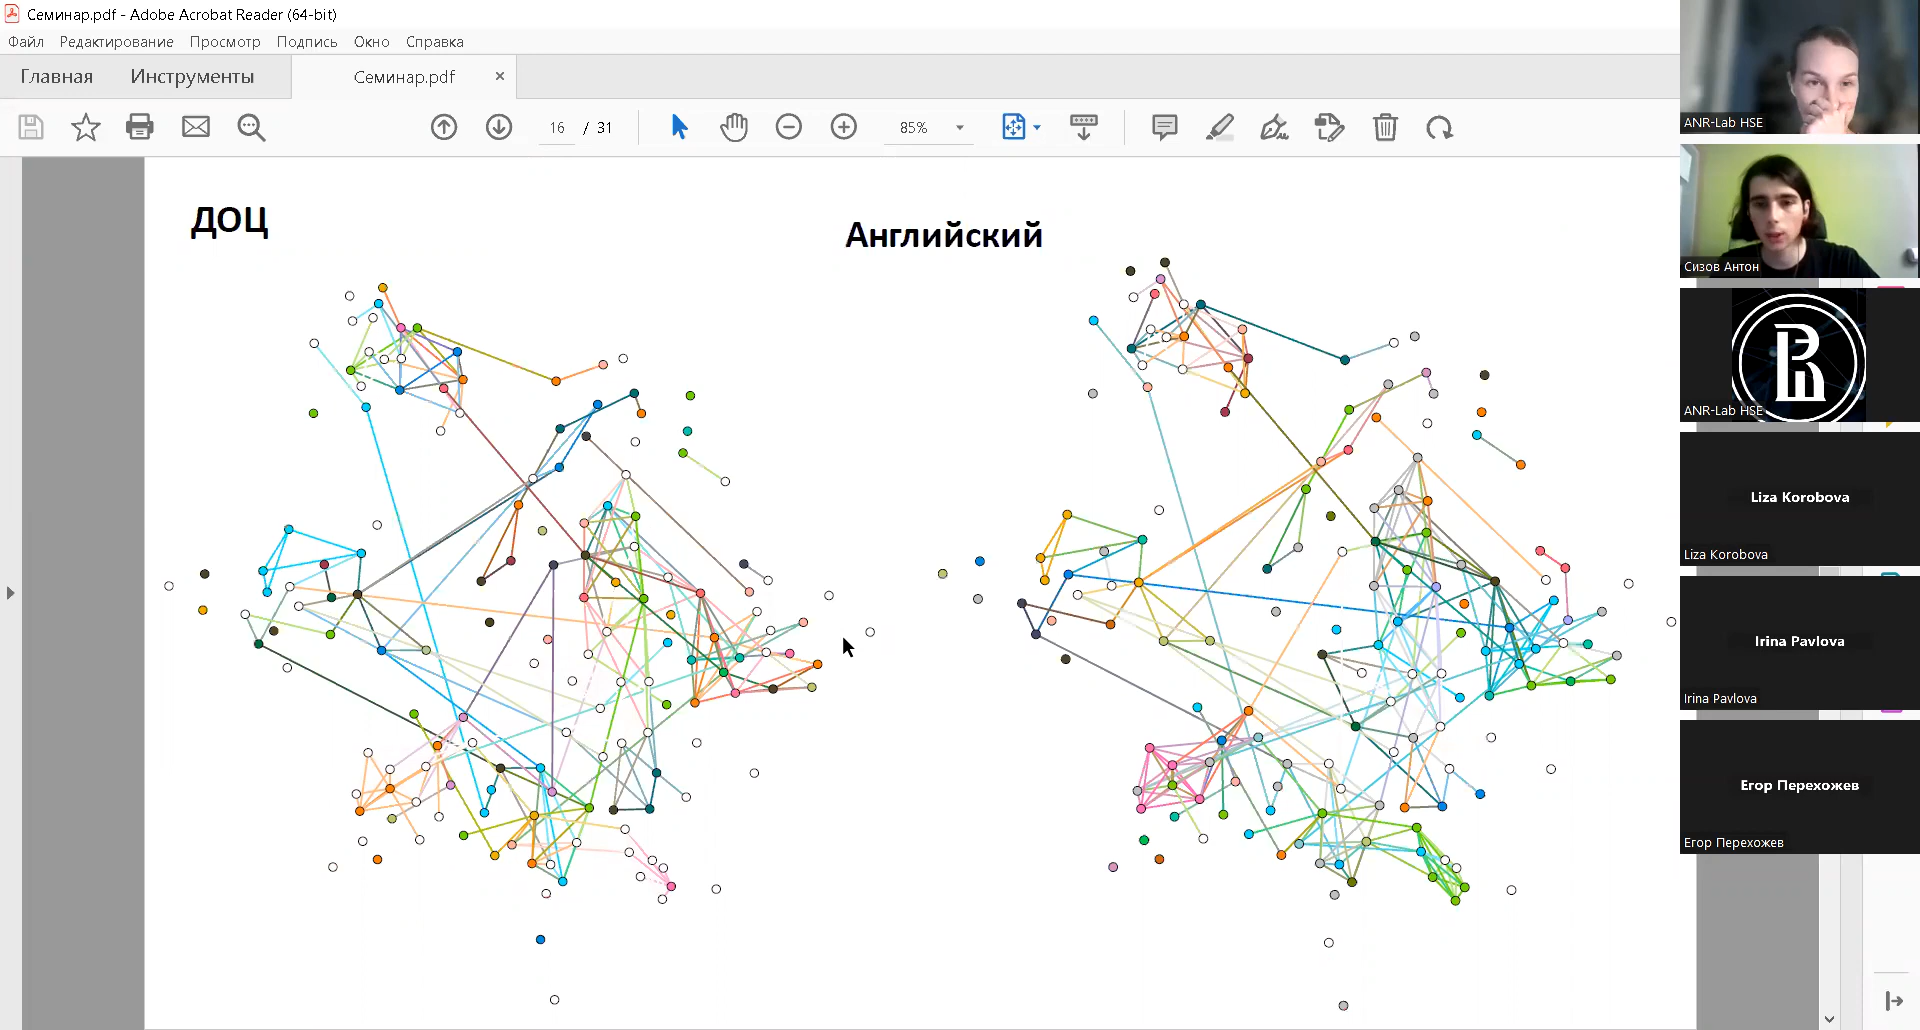 Семинар.pdf - Adobe Acrobat Reader (64-bit)
Файл Редактирование Просмотр Подпись Окно Справка
Главная Инструменты Семинар.pdf ×
16 / 31 85%
ДОЦ
Английский
ANR-Lab HSE
Сизов Антон
ANR-Lab HSE
Liza Korobova
Liza Korobova
Irina Pavlova
Irina Pavlova
Егор Перехожев
Егор Перехожев